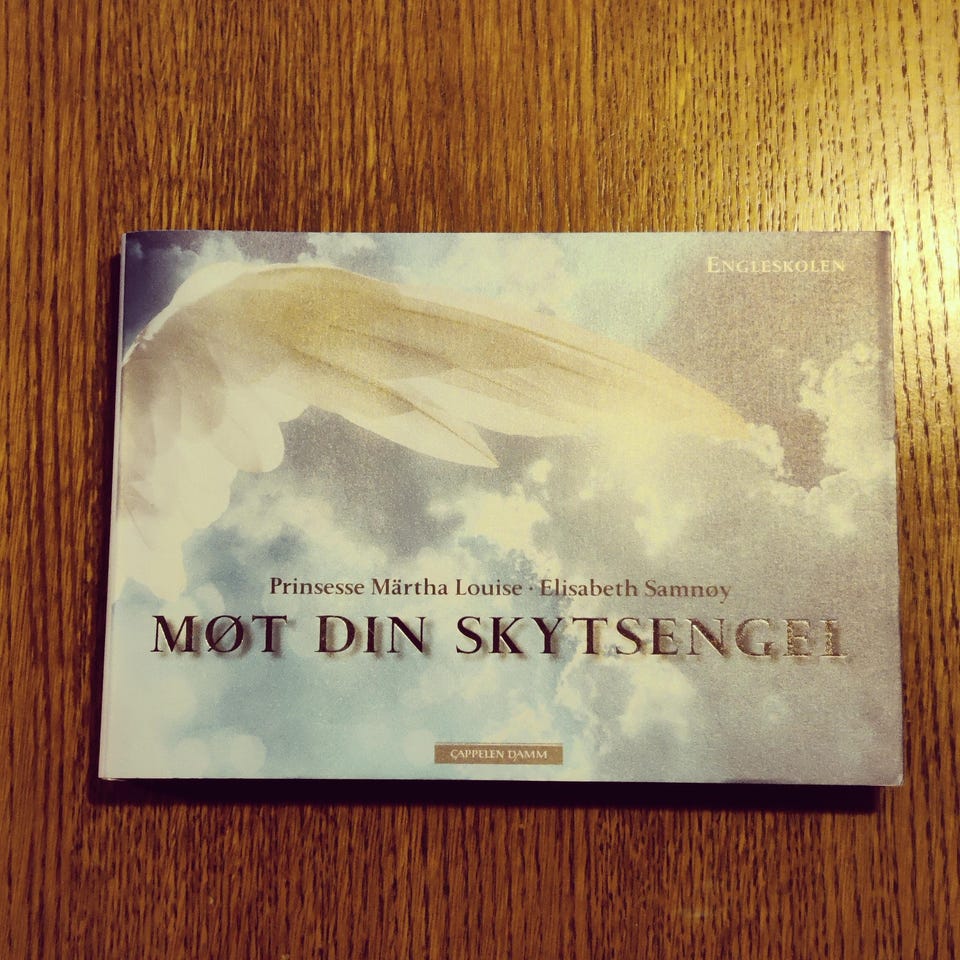 ENGLESKOLEN
Prinsesse Märtha Louise · Elisabeth Samnøy
MØT DIN SKYTSENGEL
CAPPELEN DAMM